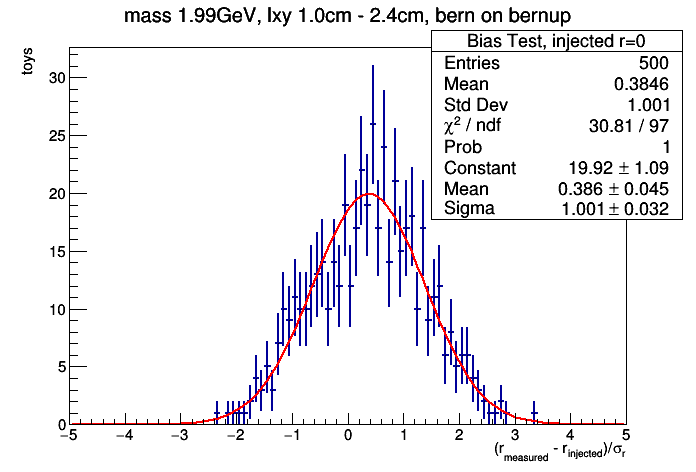 mass 1.99GeV, lxy 1.0cm - 2.4cm, bern on bernup
Bias Test, injected r=0
Entries 500
Mean 0.3846
Std Dev 1.001
χ² / ndf 30.81 / 97
Prob 1
Constant 19.92 ± 1.09
Mean 0.386 ± 0.045
Sigma 1.001 ± 0.032
toys
30
25
20
15
10
5
0
−5 −4 −3 −2 −1 0 1 2 3 4 5
(r_measured - r_injected)/σ_r